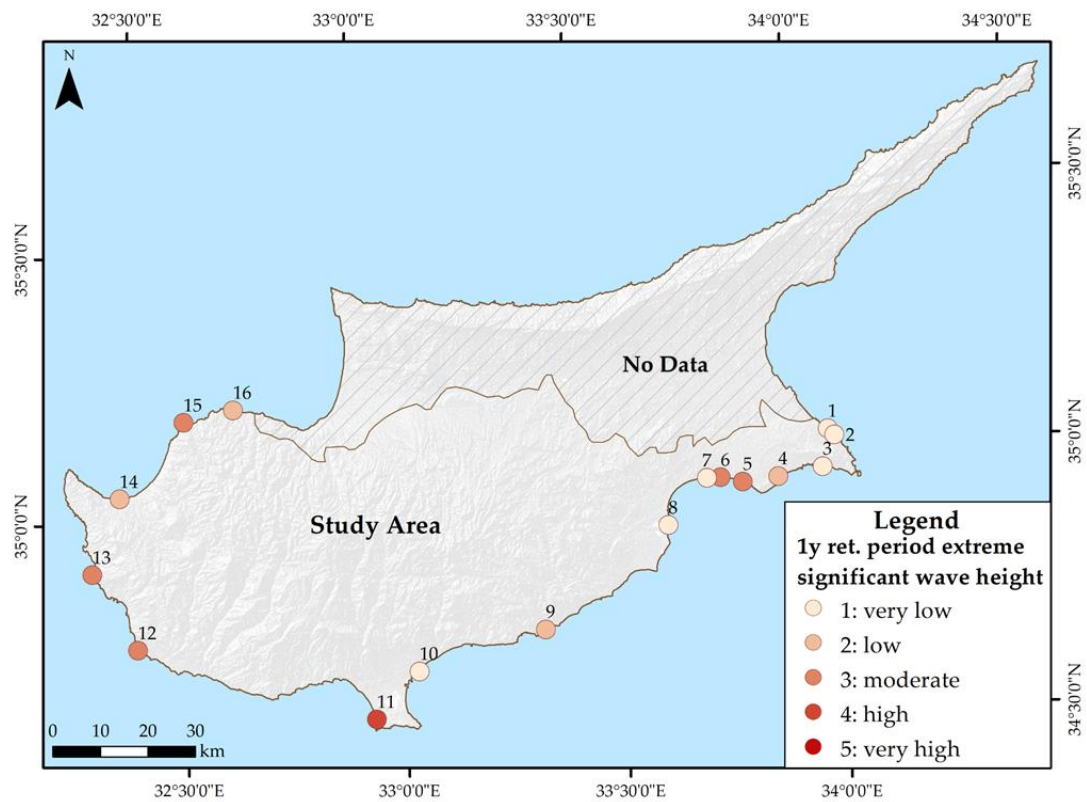 32°30'0"E 33°0'0"E 33°30'0"E 34°0'0"E 34°30'0"E
N
35°30'0"N
35°30'0"N
No Data
16
15
1
35°0'0"N
2
3
7 6 5 4
14
8
Study Area
35°0'0"N
Legend
1y ret. period extreme
significant wave height
13
1: very low
9
2: low
12
10
3: moderate
34°30'0"N
11
4: high
0 10 20 30
km
5: very high
32°30'0"E 33°0'0"E 33°30'0"E 34°0'0"E